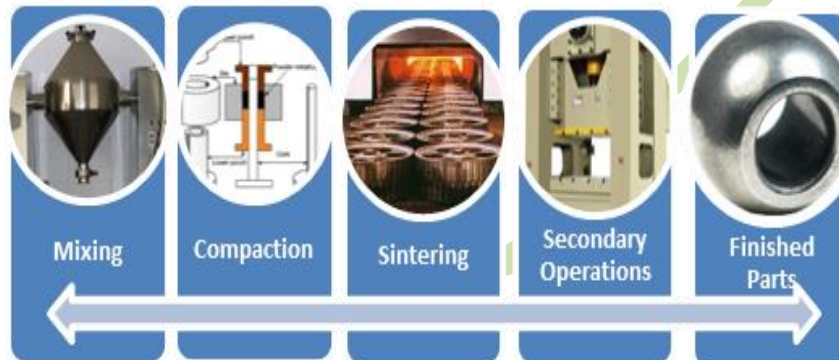 Mixing
Compaction
Sintering
Secondary
Operations
Finished
Parts